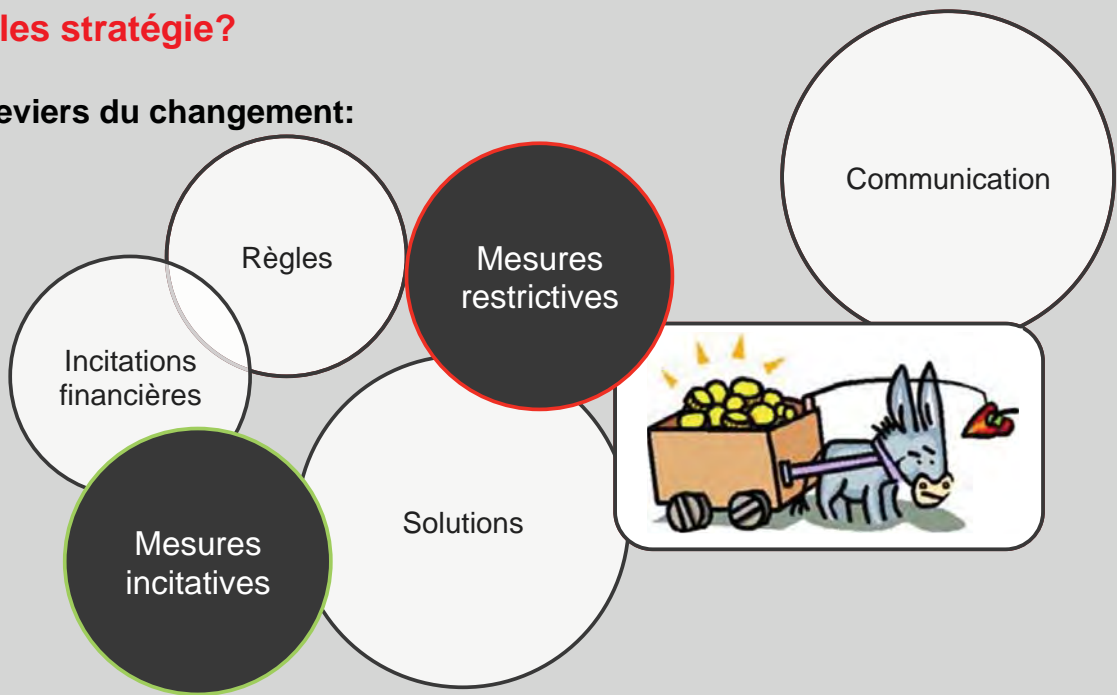 les stratégie?
eviers du changement:
Communication
Règles
Mesures
restrictives
Incitations
financières
Solutions
Mesures
incitatives